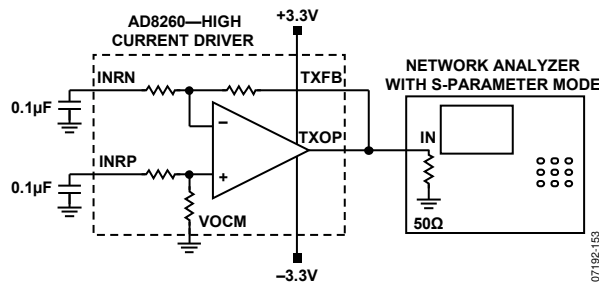 AD8260—HIGH
CURRENT DRIVER
+3.3V
INRN
TXFB
0.1µF
TXOP
INRP
0.1µF
VOCM
–3.3V
NETWORK ANALYZER
WITH S-PARAMETER MODE
IN
50Ω
07192-153